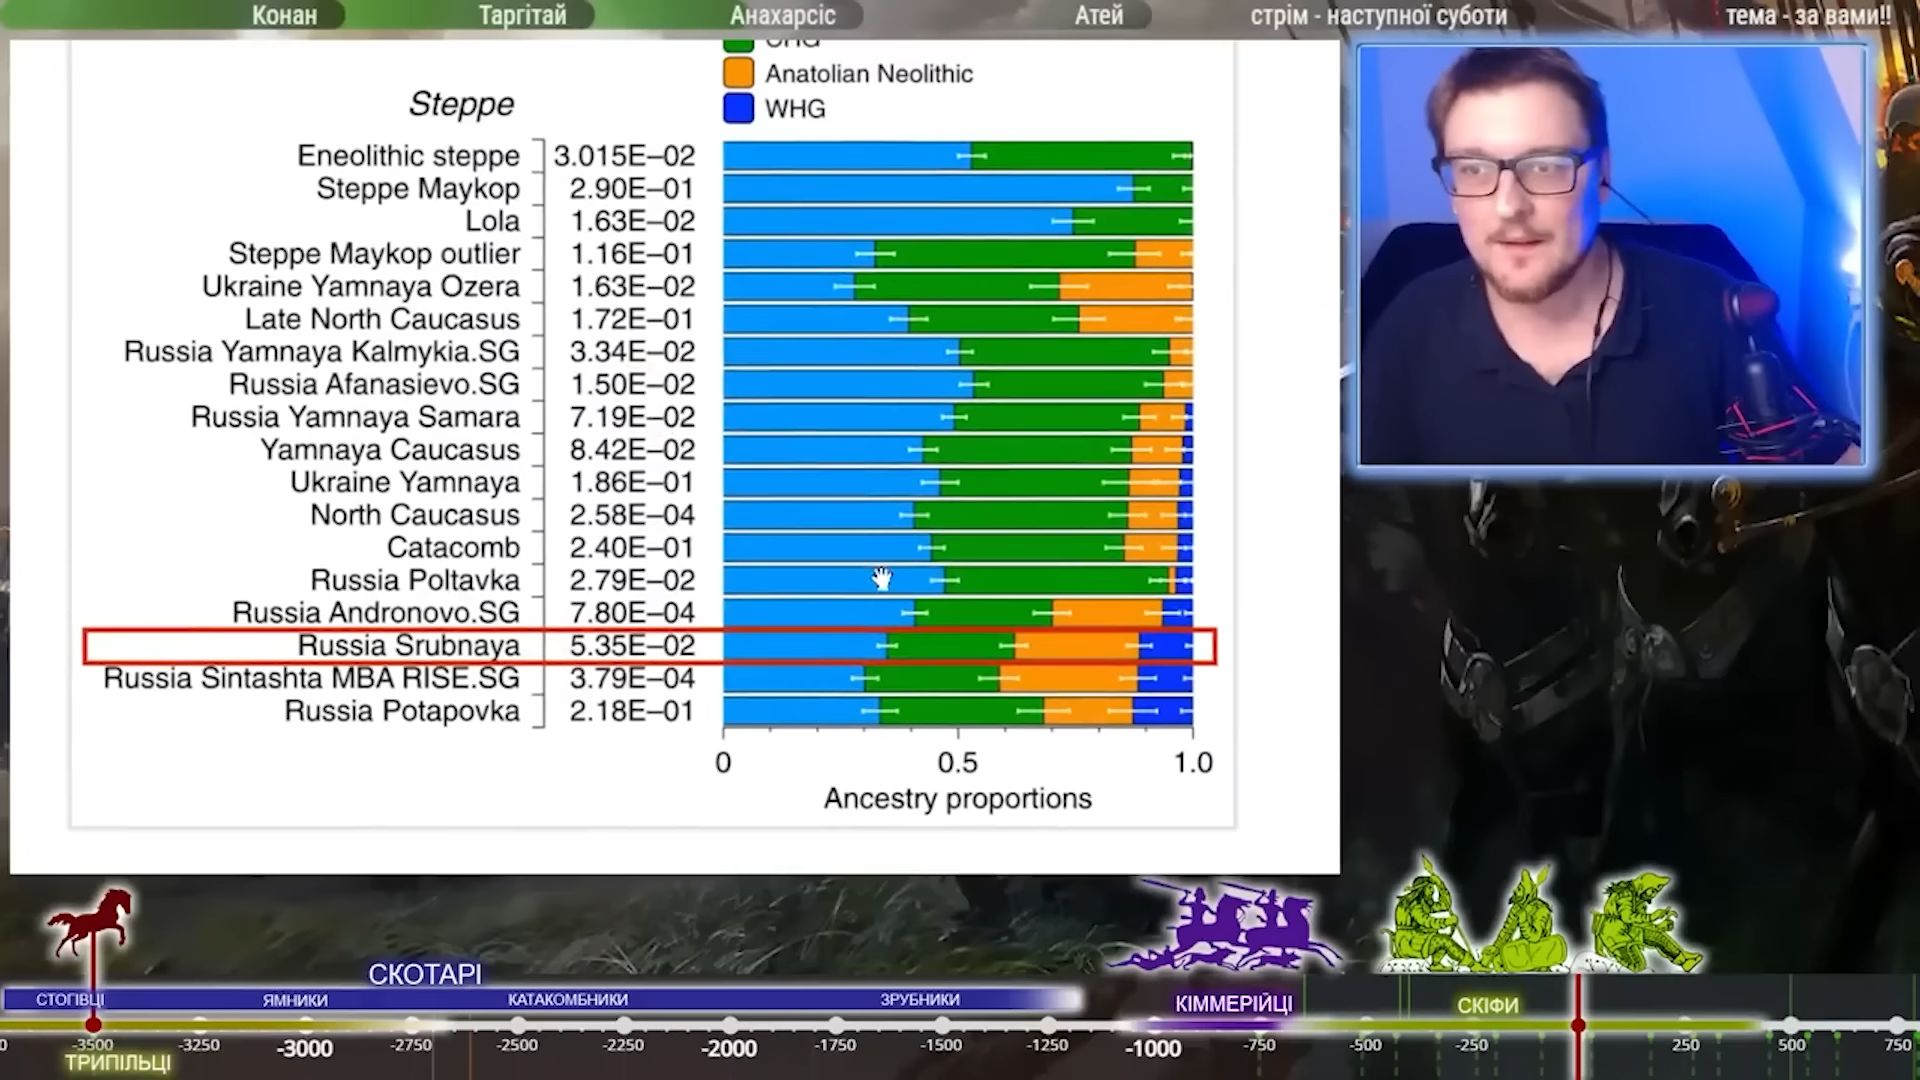 Конан Таргітай Анахарсіс Атей стрім - наступної суботи тема - за вами!!
CHG
Anatolian Neolithic
WHG
Steppe
Eneolithic steppe 3.015E–02
Steppe Maykop 2.90E–01
Lola 1.63E–02
Steppe Maykop outlier 1.16E–01
Ukraine Yamnaya Ozera 1.63E–02
Late North Caucasus 1.72E–01
Russia Yamnaya Kalmykia.SG 3.34E–02
Russia Afanasievo.SG 1.50E–02
Russia Yamnaya Samara 7.19E–02
Yamnaya Caucasus 8.42E–02
Ukraine Yamnaya 1.86E–01
North Caucasus 2.58E–04
Catacomb 2.40E–01
Russia Poltavka 2.79E–02
Russia Andronovo.SG 7.80E–04
Russia Srubnaya 5.35E–02
Russia Sintashta MBA RISE.SG 3.79E–04
Russia Potapovka 2.18E–01
0 0.5 1.0
Ancestry proportions
СКОТАРІ
СТОГІВЦІ ЯМНИКИ КАТАКОМБНИКИ ЗРУБНИКИ КІММЕРІЙЦІ СКІФИ
0 -3500 -3250 -3000 -2750 -2500 -2250 -2000 -1750 -1500 -1250 -1000 -750 -500 -250 250 500 750
ТРИПІЛЬЦІ